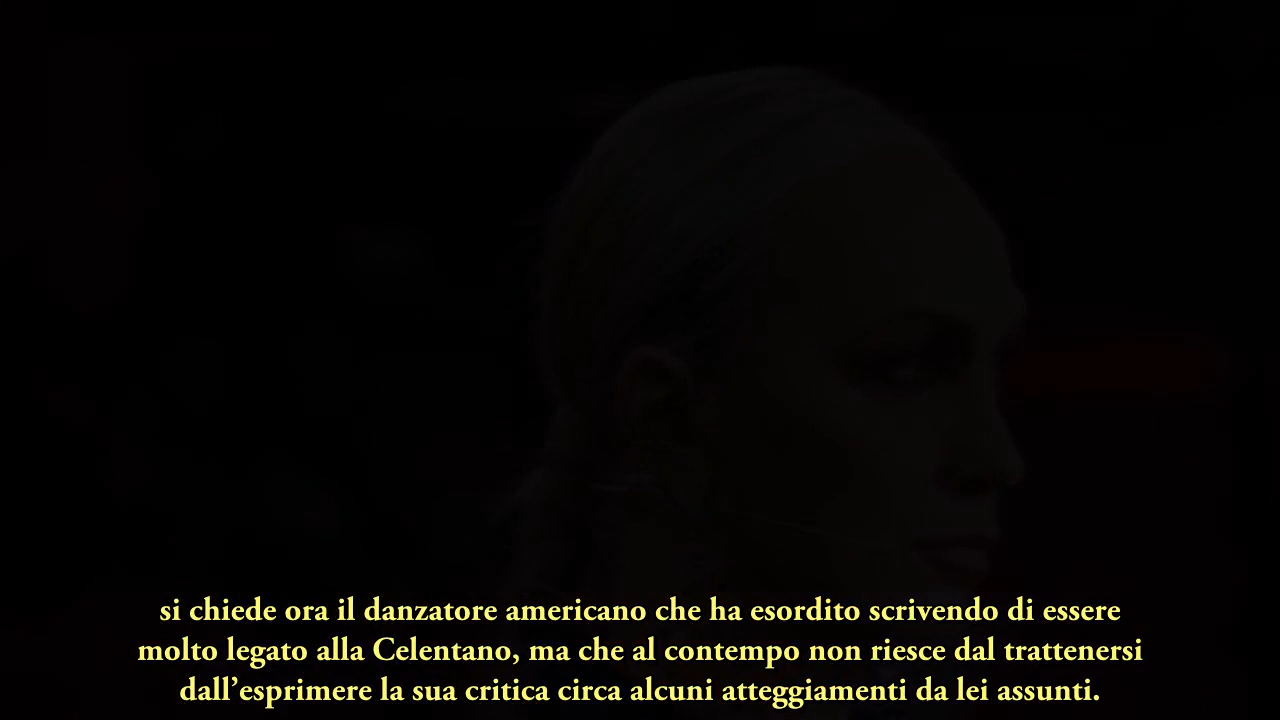 si chiede ora il danzatore americano che ha esordito scrivendo di essere
molto legato alla Celentano, ma che al contempo non riesce dal trattenersi
dall’esprimere la sua critica circa alcuni atteggiamenti da lei assunti.